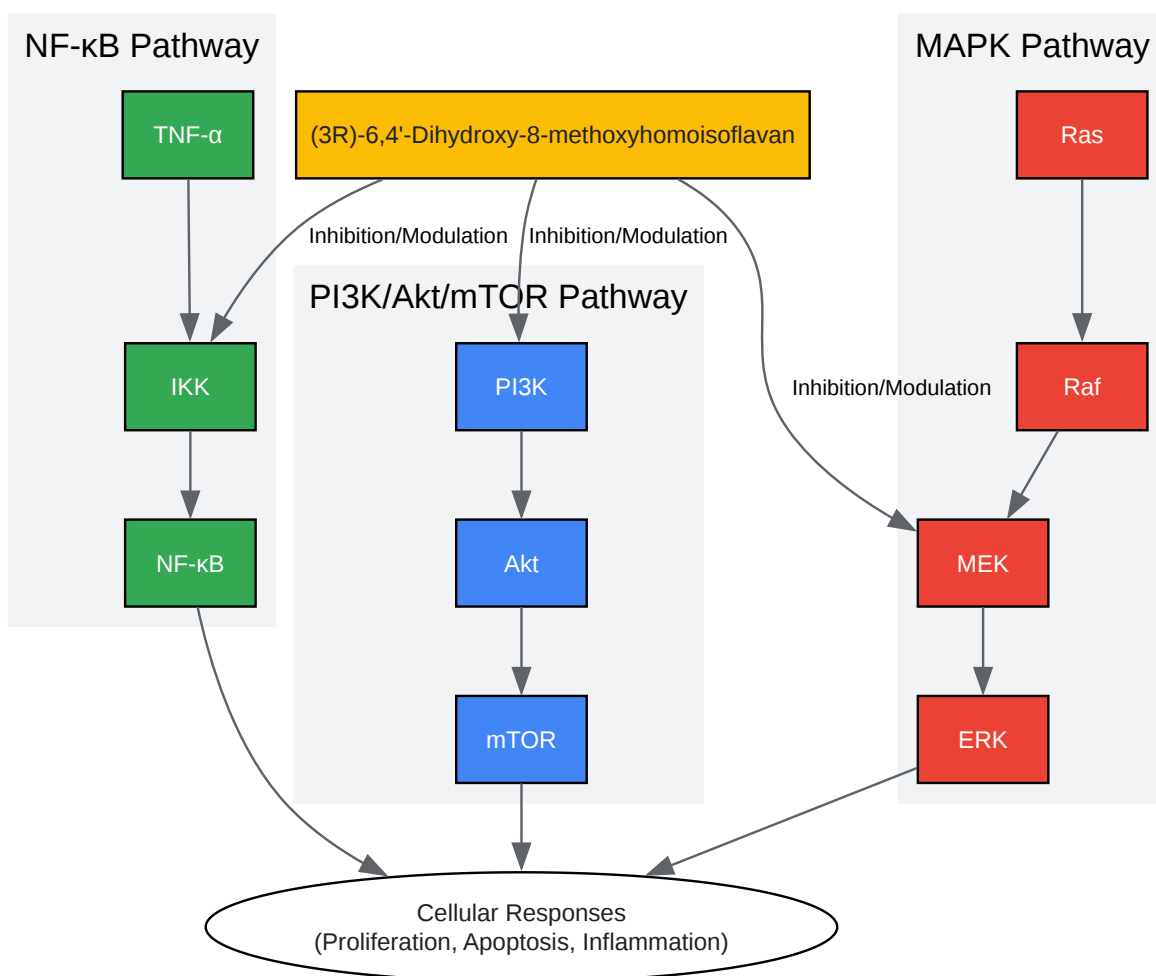 NF-κB Pathway
MAPK Pathway
TNF-α
(3R)-6,4'-Dihydroxy-8-methoxyhomoisoflavan
Ras
Inhibition/Modulation
Inhibition/Modulation
PI3K/Akt/mTOR Pathway
IKK
PI3K
Inhibition/Modulation
Raf
NF-κB
Akt
MEK
mTOR
ERK
Cellular Responses
(Proliferation, Apoptosis, Inflammation)